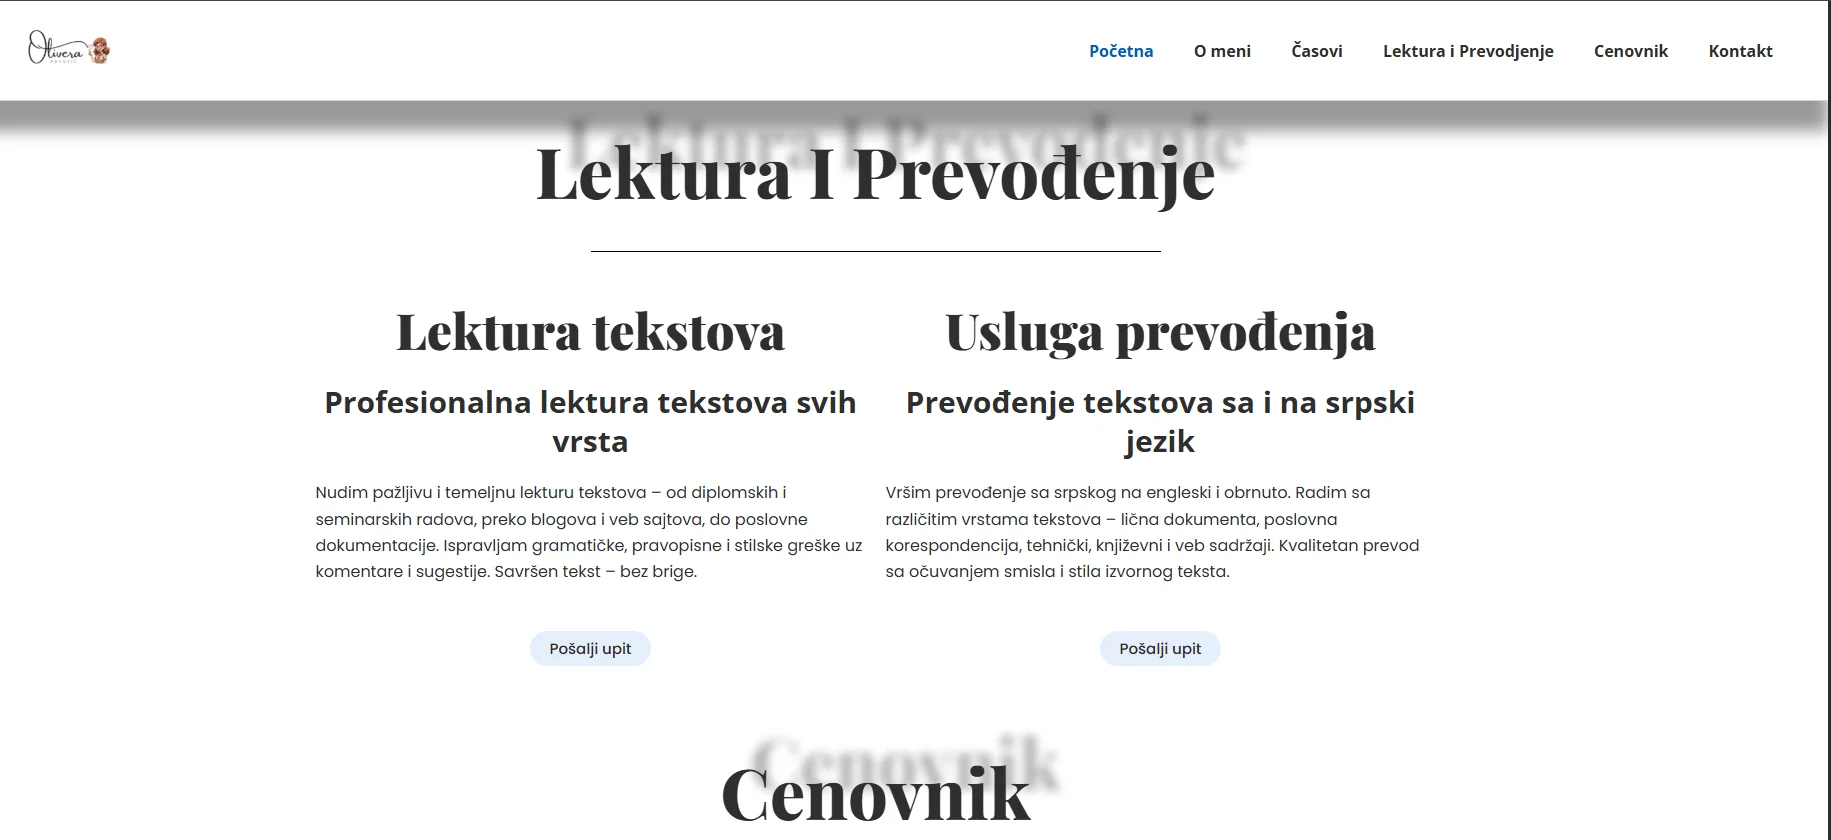 Olivera
Početna
O meni
Časovi
Lektura i Prevodjenje
Cenovnik
Kontakt
Lektura I Prevođenje
Lektura tekstova
Profesionalna lektura tekstova svih
vrsta
Nudim pažljivu i temeljnu lekturu tekstova – od diplomskih i
seminarskih radova, preko blogova i veb sajtova, do poslovne
dokumentacije. Ispravljam gramatičke, pravopisne i stilske greške uz
komentare i sugestije. Savršen tekst – bez brige.
Pošalji upit
Usluga prevođenja
Prevođenje tekstova sa i na srpski
jezik
Vršim prevođenje sa srpskog na engleski i obrnuto. Radim sa
različitim vrstama tekstova – lična dokumenta, poslovna
korespondencija, tehnički, književni i veb sadržaji. Kvalitetan prevod
sa očuvanjem smisla i stila izvornog teksta.
Pošalji upit
Cenovnik